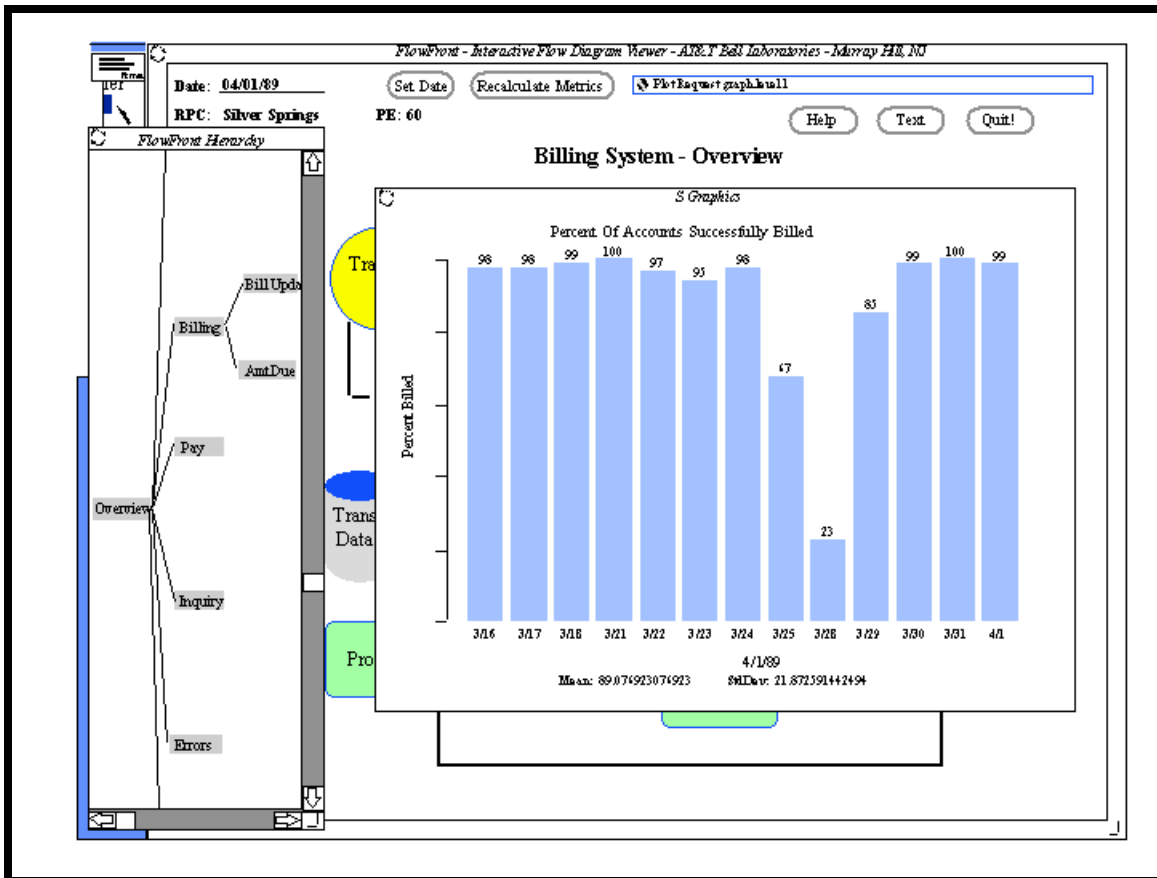 FlowFront - Interactive Flow Diagram Viewer - AT&T Bell Laboratories - Murray Hill, NJ
Date: 04/01/89
Set Date
Recalculate Metrics
PlotRequest graph.local1
RPC: Silver Springs
PE: 60
Help
Text
Quit!
FlowFront Hierarchy
Billing System - Overview
S Graphics
Percent Of Accounts Successfully Billed
98 98 99 100 97 95 98 67 23 85 99 100 99
Percent Billed
3/16 3/17 3/18 3/21 3/22 3/23 3/24 3/25 3/28 3/29 3/30 3/31 4/1
4/1/89
Mean: 89.076923076923 StdDev: 21.872591442494
Bill Upda
Billing
AmtDue
Pay
Overview
Inquiry
Errors
Tra
Trans
Data
Pro